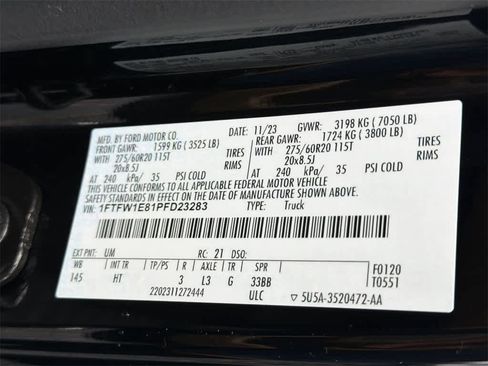 MFD. BY FORD MOTOR CO.
DATE: 11/23 GVWR: 3198 KG ( 7050 LB)
FRONT GAWR: 1599 KG ( 3525 LB) REAR GAWR: 1724 KG ( 3800 LB)
WITH 275/60R20 115T TIRES WITH 275/60R20 115T TIRES
20x8.5J RIMS 20x8.5J RIMS
AT 240 kPa/ 35 PSI COLD AT 240 kPa/ 35 PSI COLD
THIS VEHICLE CONFORMS TO ALL APPLICABLE FEDERAL MOTOR VEHICLE
SAFETY STANDARDS IN EFFECT ON THE DATE OF MANUFACTURE SHOWN ABOVE.
VIN: 1FTFW1E81PFD23283 TYPE: Truck
EXT PNT: UM RC: 21 DSO:
WB INT TR TP/PS R AXLE TR SPR F0120
145 HT 3 L3 G 33BB T0551
2202311272444 ULC 5U5A-3520472-AA